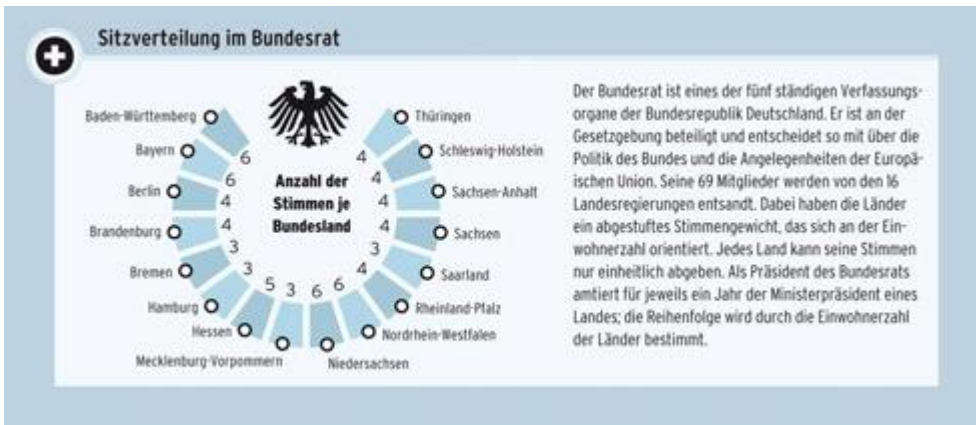 Sitzverteilung im Bundesrat
Baden-Württemberg
Bayern
Berlin
Brandenburg
Bremen
Hamburg
Hessen
Mecklenburg-Vorpommern
Niedersachsen
Nordrhein-Westfalen
Rheinland-Pfalz
Saarland
Sachsen
Sachsen-Anhalt
Schleswig-Holstein
Thüringen
6
6
4
4
3
3
5
3
6
6
4
3
4
4
4
4
Anzahl der
Stimmen je
Bundesland
Der Bundesrat ist eines der fünf ständigen Verfassungs-
organe der Bundesrepublik Deutschland. Er ist an der
Gesetzgebung beteiligt und entscheidet so mit über die
Politik des Bundes und die Angelegenheiten der Europä-
ischen Union. Seine 69 Mitglieder werden von den 16
Landesregierungen entsandt. Dabei haben die Länder
ein abgestuftes Stimmengewicht, das sich an der Ein-
wohnerzahl orientiert. Jedes Land kann seine Stimmen
nur einheitlich abgeben. Als Präsident des Bundesrats
amtiert für jeweils ein Jahr der Ministerpräsident eines
Landes; die Reihenfolge wird durch die Einwohnerzahl
der Länder bestimmt.